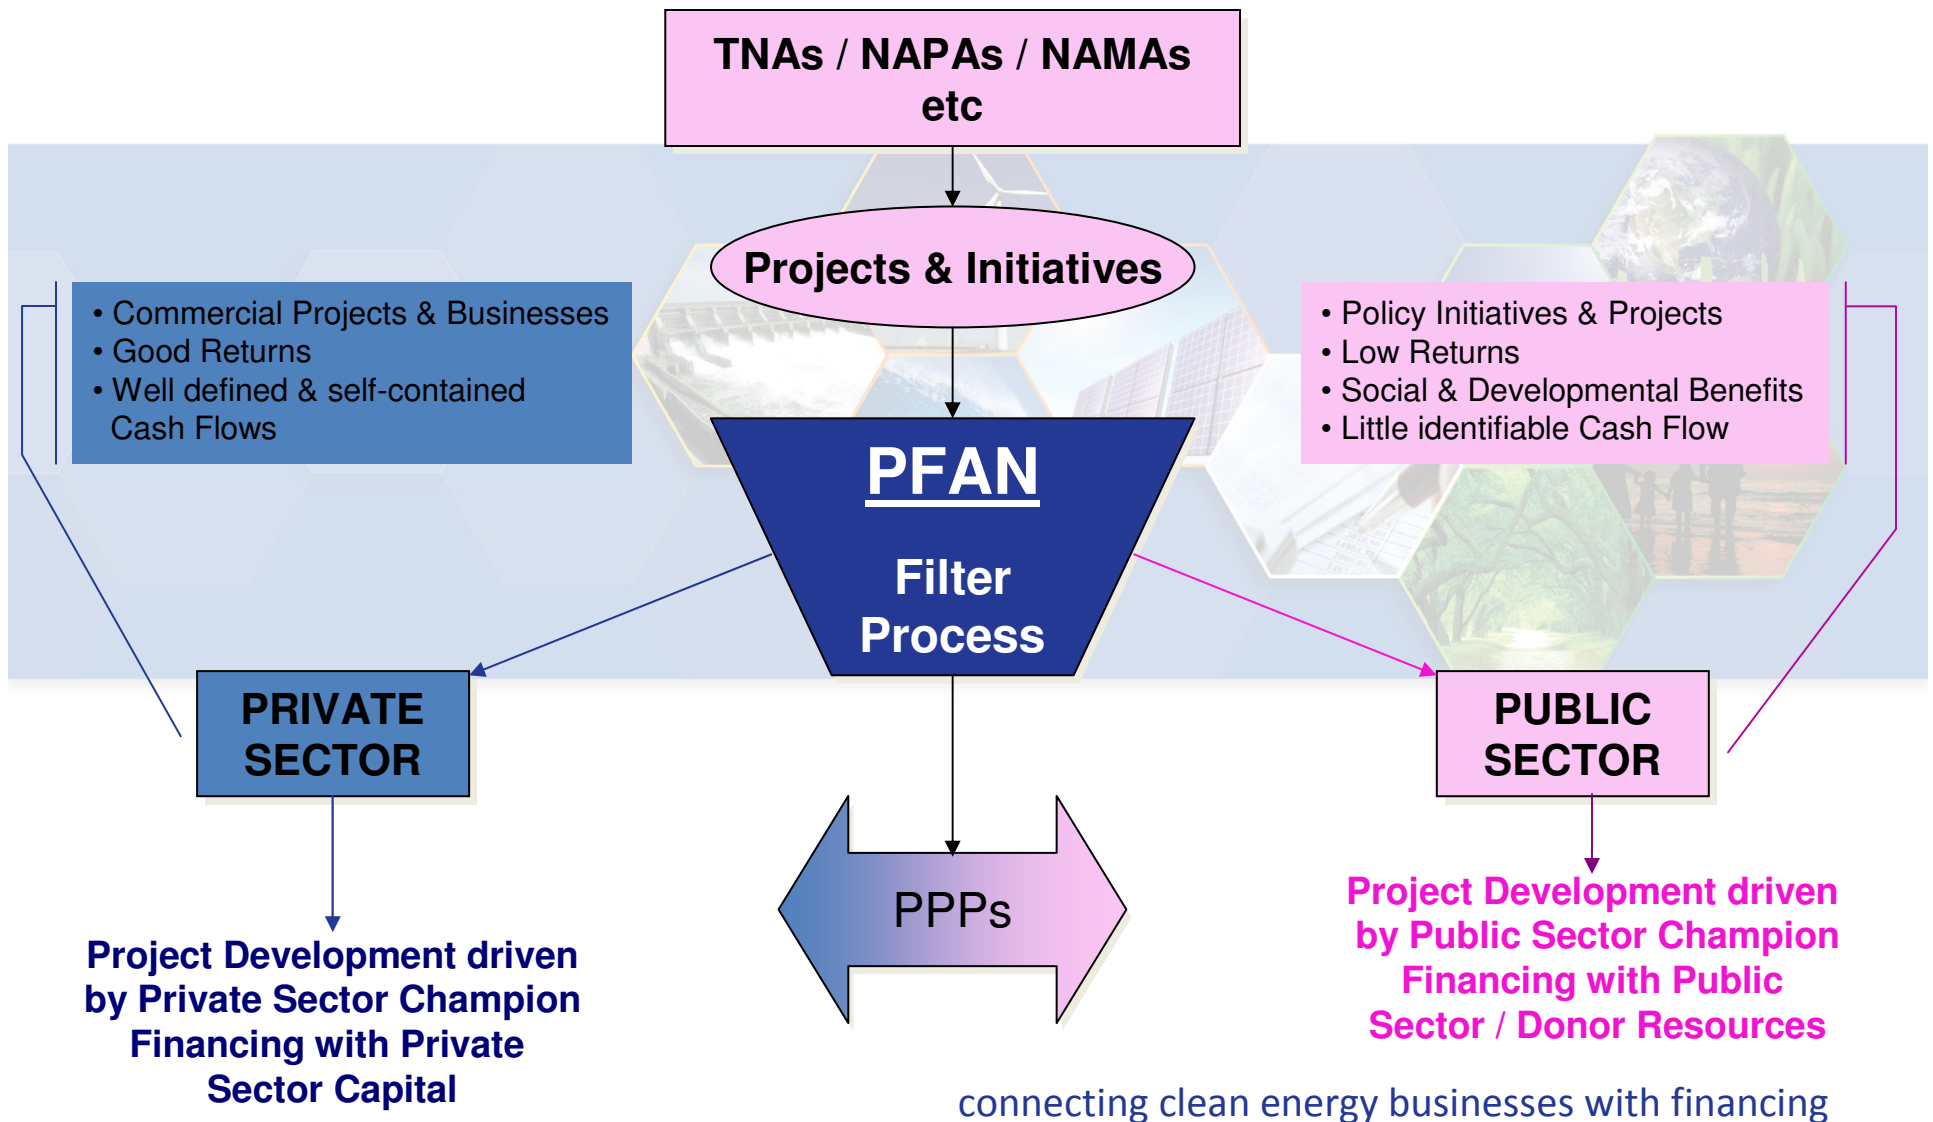 TNAs / NAPAs / NAMAs
etc
Projects & Initiatives
• Commercial Projects & Businesses
• Good Returns
• Well defined & self-contained
Cash Flows
• Policy Initiatives & Projects
• Low Returns
• Social & Developmental Benefits
• Little identifiable Cash Flow
PFAN
Filter
Process
PRIVATE
SECTOR
PUBLIC
SECTOR
PPPs
Project Development driven
by Private Sector Champion
Financing with Private
Sector Capital
Project Development driven
by Public Sector Champion
Financing with Public
Sector / Donor Resources
connecting clean energy businesses with financing